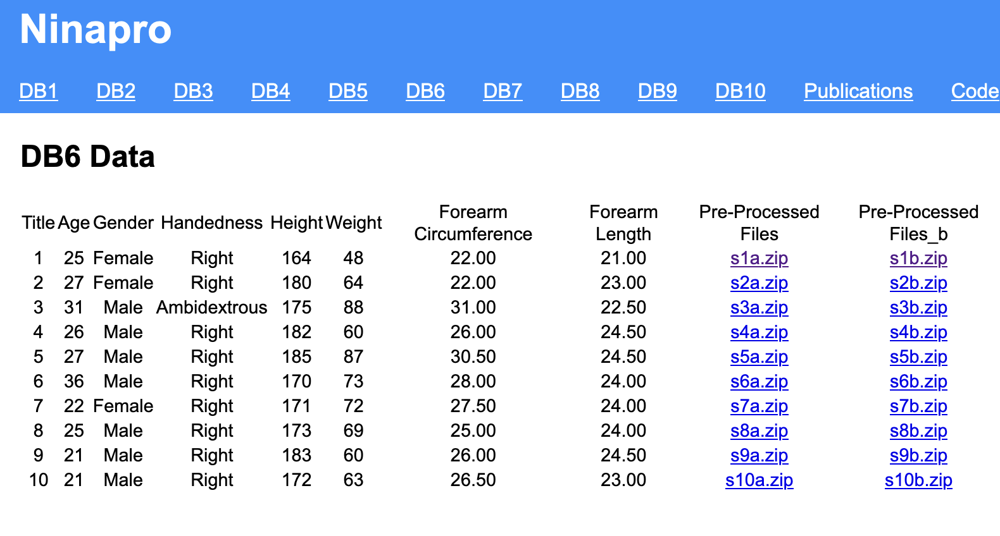 Ninapro
DB1 DB2 DB3 DB4 DB5 DB6 DB7 DB8 DB9 DB10 Publications Code
DB6 Data
Title Age Gender Handedness Height Weight Forearm Circumference Forearm Length Pre-Processed Files Pre-Processed Files_b
1 25 Female Right 164 48 22.00 21.00 s1a.zip s1b.zip
2 27 Female Right 180 64 22.00 23.00 s2a.zip s2b.zip
3 31 Male Ambidextrous 175 88 31.00 22.50 s3a.zip s3b.zip
4 26 Male Right 182 60 26.00 24.50 s4a.zip s4b.zip
5 27 Male Right 185 87 30.50 24.50 s5a.zip s5b.zip
6 36 Male Right 170 73 28.00 24.00 s6a.zip s6b.zip
7 22 Female Right 171 72 27.50 24.00 s7a.zip s7b.zip
8 25 Male Right 173 69 25.00 24.00 s8a.zip s8b.zip
9 21 Male Right 183 60 26.00 24.50 s9a.zip s9b.zip
10 21 Male Right 172 63 26.50 23.00 s10a.zip s10b.zip